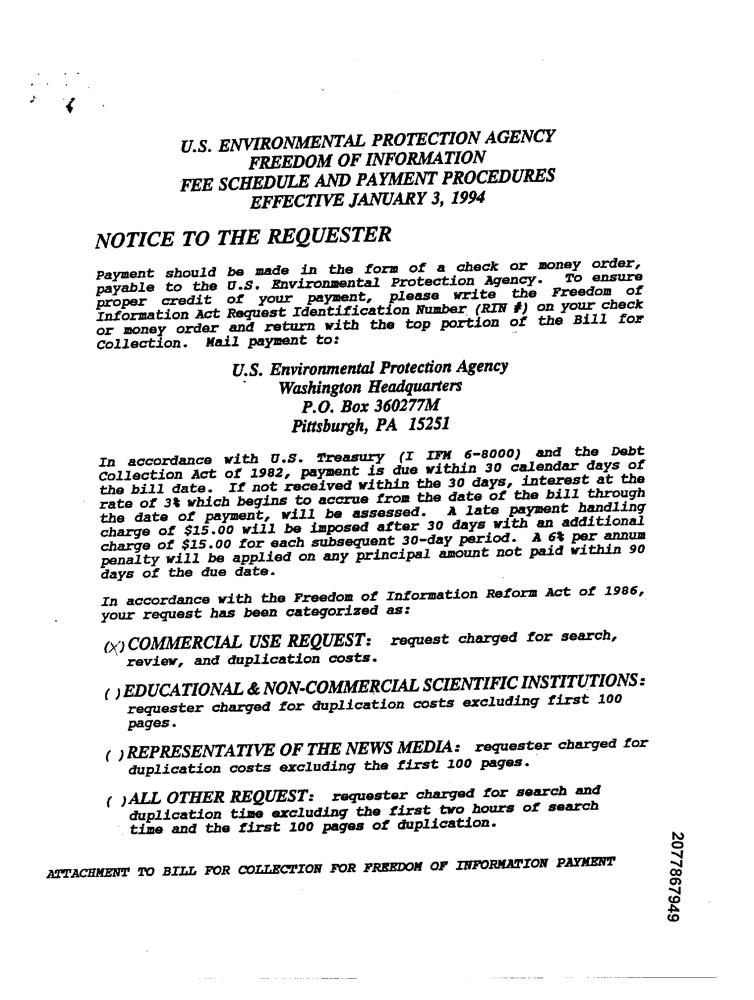 U.S. ENVIRONMENTAL PROTECTION AGENCY
FREEDOM OF INFORMATION
FEE SCHEDULE AND PAYMENT PROCEDURES
EFFECTIVE JANUARY 3, 1994
NOTICE TO THE REQUESTER
Payment should be made in the form of a check or money order,
payable to the U.S. Environmental Protection Agency. To ensure
proper credit of your payment, please write the Freedom of
Information Act Request Identification Number (RIN #) on your check
or money order and return with the top portion of the Bill for
Collection. Mail payment to:
U.S. Environmental Protection Agency
Washington Headquarters
P.O. Box 360277M
Pittsburgh, PA 15251
In accordance with U.S. Treasury (I IFM 6-8000) and the Debt
Collection Act of 1982, payment is due within 30 calendar days of
the bill date. If not received within the 30 days, interest at the
rate of 3% which begins to accrue from the date of the bill through
the date of payment, will be assessed. A late payment handling
charge of $15.00 will be imposed after 30 days with an additional
charge of $15.00 for each subsequent 30-day period. A 6% per annum
penalty will be applied on any principal amount not paid within 90
days of the due date.
In accordance with the Freedom of Information Reform Act of 1986,
your request has been categorized as:
(X) COMMERCIAL USE REQUEST: request charged for search,
review, and duplication costs.
( ) EDUCATIONAL & NON-COMMERCIAL SCIENTIFIC INSTITUTIONS:
requester charged for duplication costs excluding first 100
pages.
( ) REPRESENTATIVE OF THE NEWS MEDIA: requester charged for
duplication costs excluding the first 100 pages.
( ) ALL OTHER REQUEST: requester charged for search and
duplication time excluding the first two hours of search
time and the first 100 pages of duplication.
ATTACHMENT TO BILL FOR COLLECTION FOR FREEDOM OF INFORMATION PAYMENT
2077867949